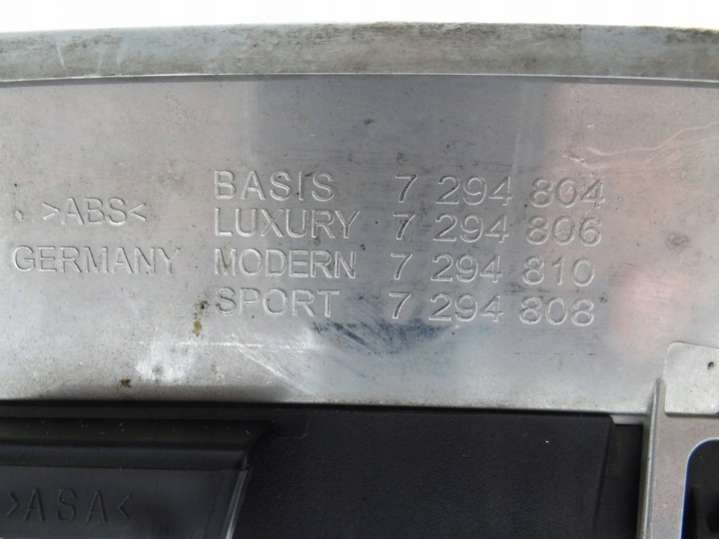 BASIS 7 294 804
>ABS< LUXURY 7 294 806
GERMANY MODERN 7 294 810
SPORT 7 294 808
>ASA<